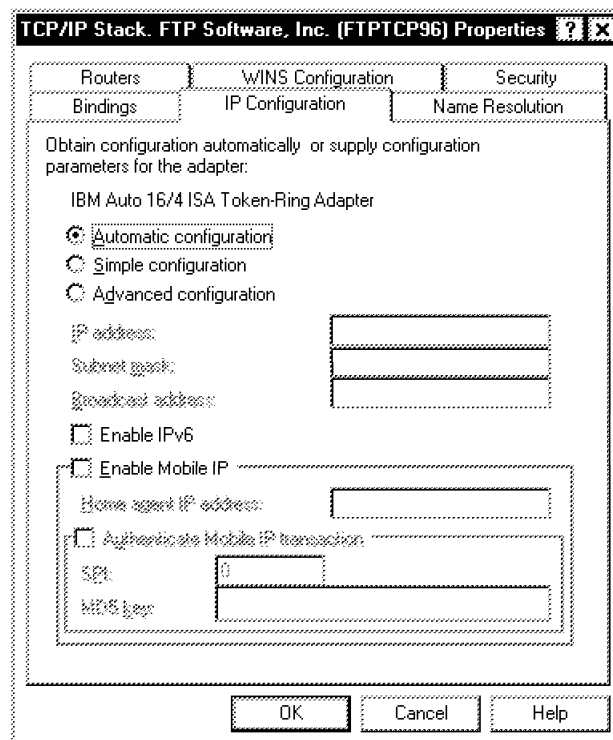 TCP/IP Stack. FTP Software, Inc. (FTPTCP96) Properties ? X
Routers WINS Configuration Security
Bindings IP Configuration Name Resolution
Obtain configuration automatically or supply configuration
parameters for the adapter:
IBM Auto 16/4 ISA Token-Ring Adapter
Automatic configuration
Simple configuration
Advanced configuration
IP address:
Subnet mask:
Broadcast address:
Enable IPv6
Enable Mobile IP
Home agent IP address:
Authenticate Mobile IP transaction
SPI: 0
MD5 key:
OK Cancel Help